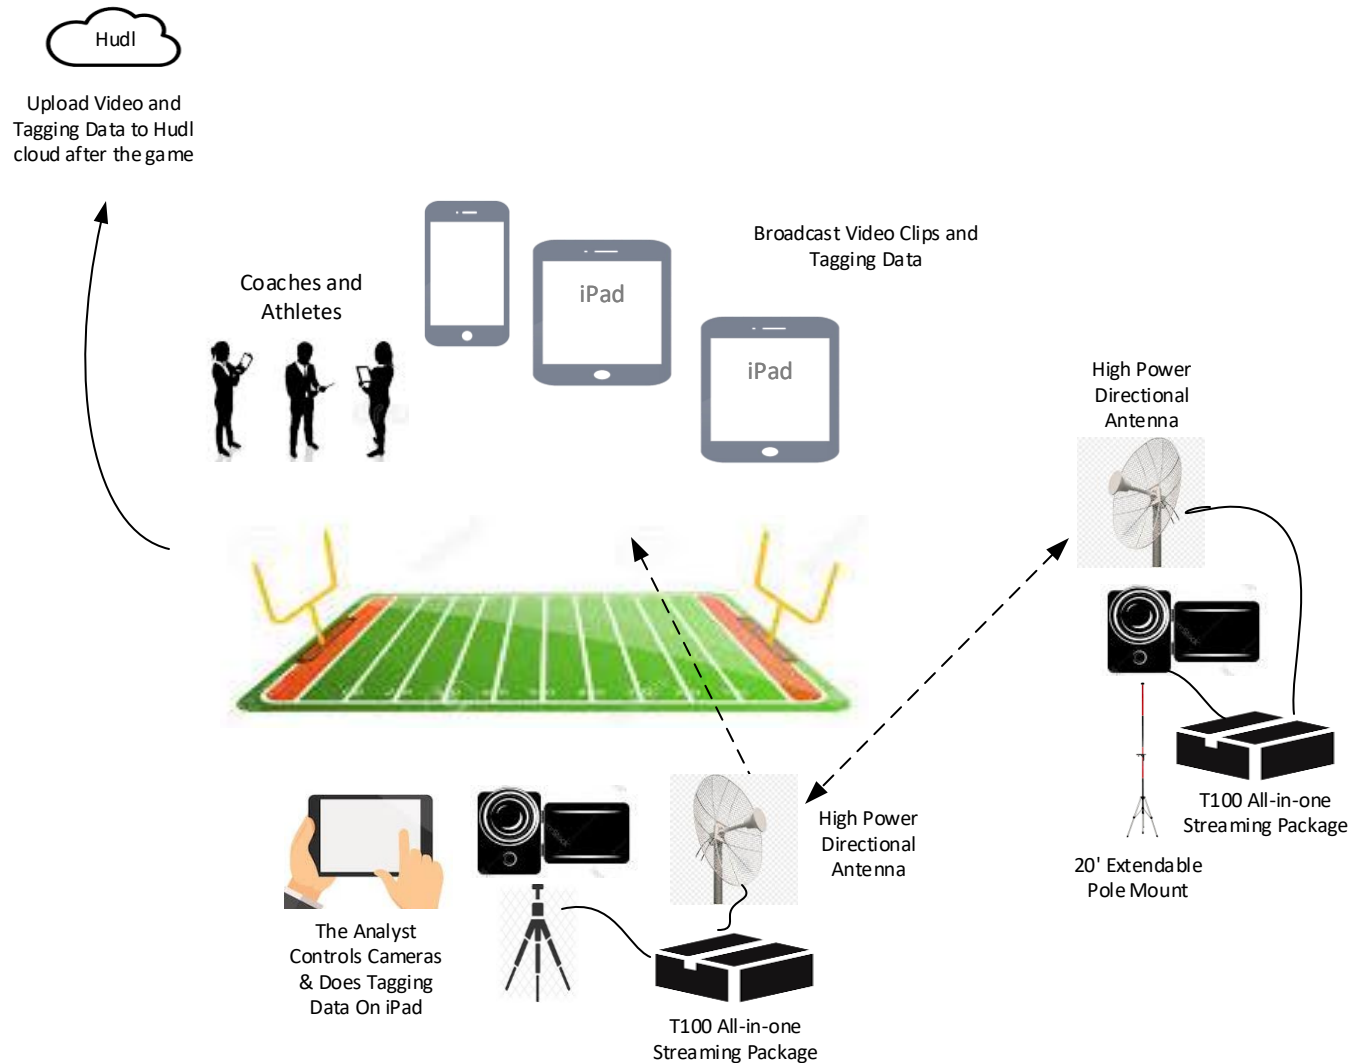 Hudl
Upload Video and
Tagging Data to Hudl
cloud after the game
Coaches and
Athletes
iPad
iPad
Broadcast Video Clips and
Tagging Data
High Power
Directional
Antenna
T100 All-in-one
Streaming Package
20' Extendable
Pole Mount
High Power
Directional
Antenna
The Analyst
Controls Cameras
& Does Tagging
Data On iPad
T100 All-in-one
Streaming Package